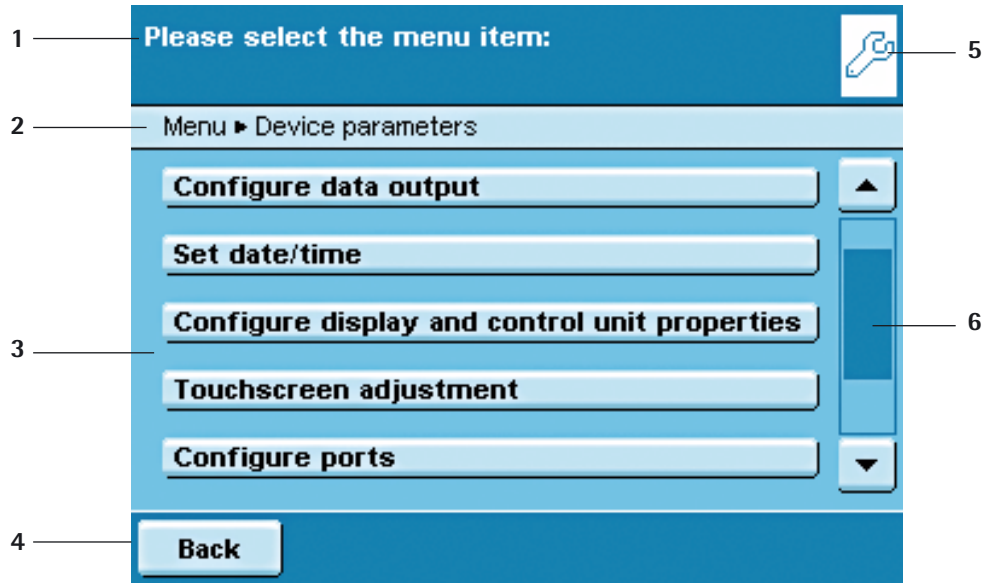 1
Please select the menu item:
5
2
Menu ▸ Device parameters
Configure data output
Set date/time
Configure display and control unit properties
6
3
Touchscreen adjustment
Configure ports
4
Back